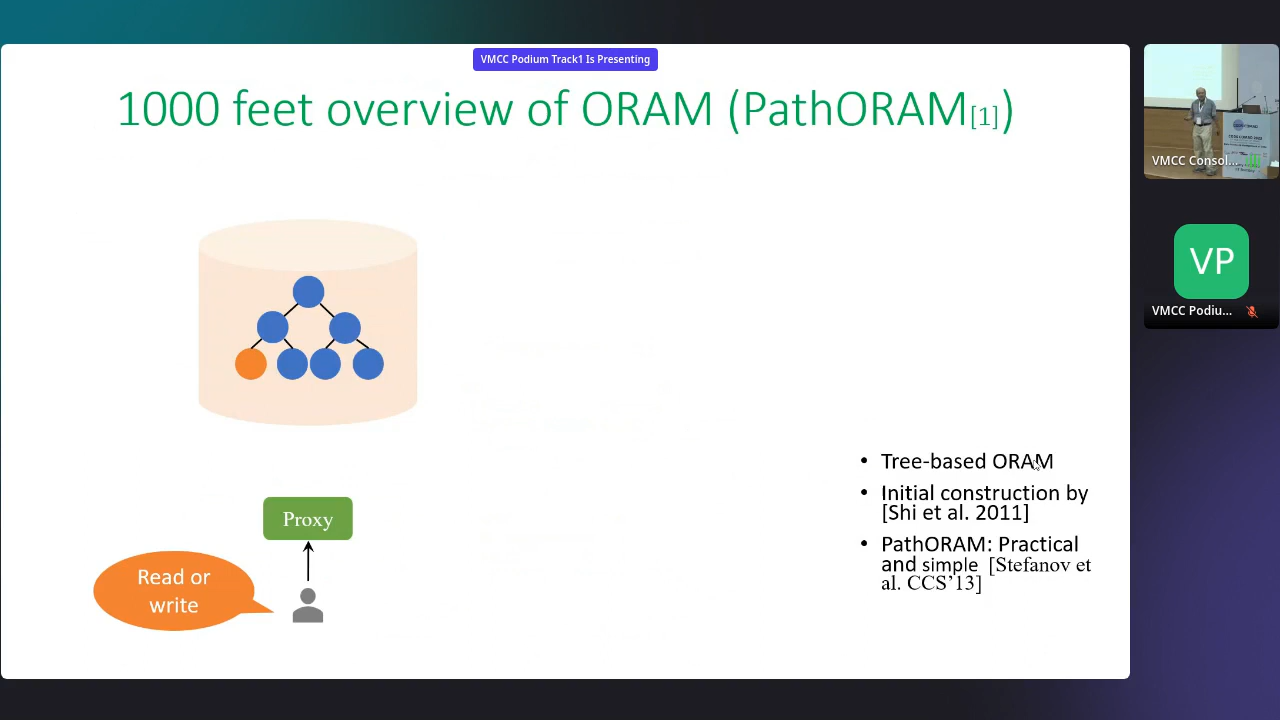 VMCC Podium Track1 Is Presenting
1000 feet overview of ORAM (PathORAM[1])
VMCC Consol...
VP
VMCC Podiu...
• Tree-based ORAM
• Initial construction by
[Shi et al. 2011]
• PathORAM: Practical
and simple [Stefanov et
al. CCS’13]
Proxy
Read or
write